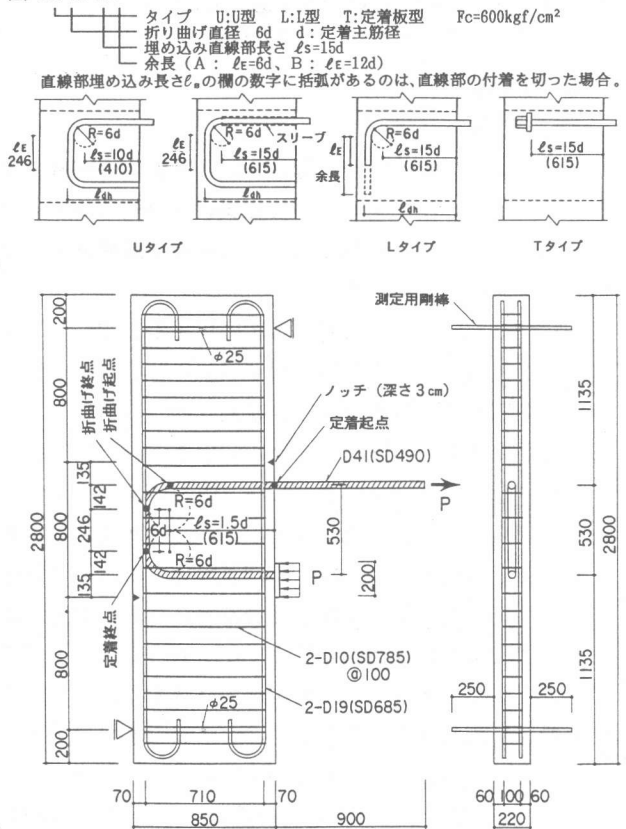 タイプ U:U型 L:L型 T:定着板型 Fc=600kgf/cm²
折り曲げ直径 6d d:定着主筋径
埋め込み直線部長さ ℓs=15d
余長(A: ℓE=6d、B: ℓE=12d)
直線部埋め込み長さℓsの欄の数字に括弧があるのは、直線部の付着を切った場合。
ℓE
246
R=6d
ℓs=10d
(410)
ℓdh
ℓE
246
R=6d
スリーブ
ℓs=15d
(615)
Uタイプ
ℓE
余長
R=6d
ℓs=15d
(615)
ℓdh
Lタイプ
ℓs=15d
(615)
Tタイプ
200
800
135
142
246
142
135
800
800
200
2800
折曲げ終点
折曲げ起点
定着終点
φ25
ノッチ(深さ3cm)
定着起点
D41(SD490)
P
R=6d
ℓs=1.5d
(615)
6d
R=6d
530
P
200
2-D10(SD785)
@100
2-D19(SD685)
φ25
70 710 70
850 900
測定用剛棒
1135
530
1135
2800
250 250
60 100 60
220